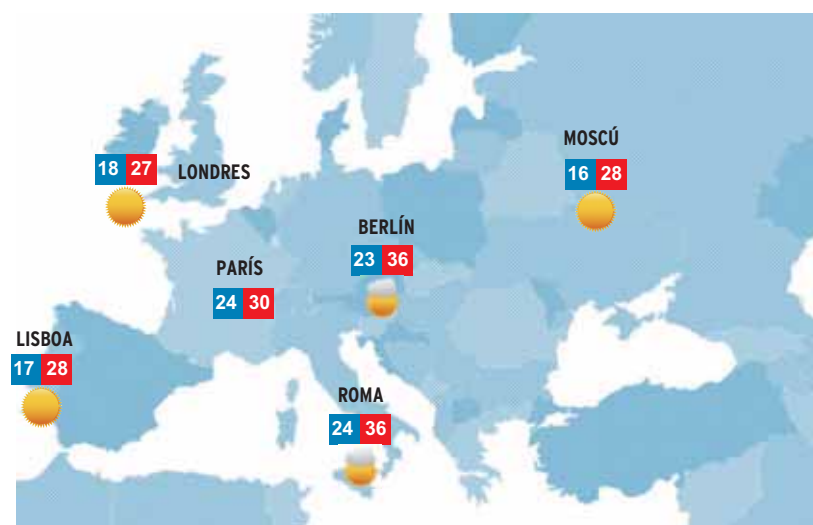 MOSCÚ
16 28
18 27
LONDRES
BERLÍN
23 36
PARÍS
24 30
LISBOA
17 28
ROMA
24 36